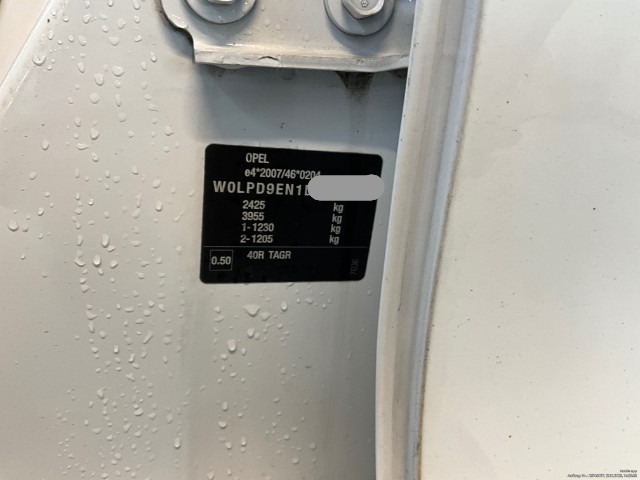 OPEL
e4*2007/46*0204
W0LPD9EN1
2425 kg
3955 kg
1-1230 kg
2-1205 kg
0.50 40R TAGR